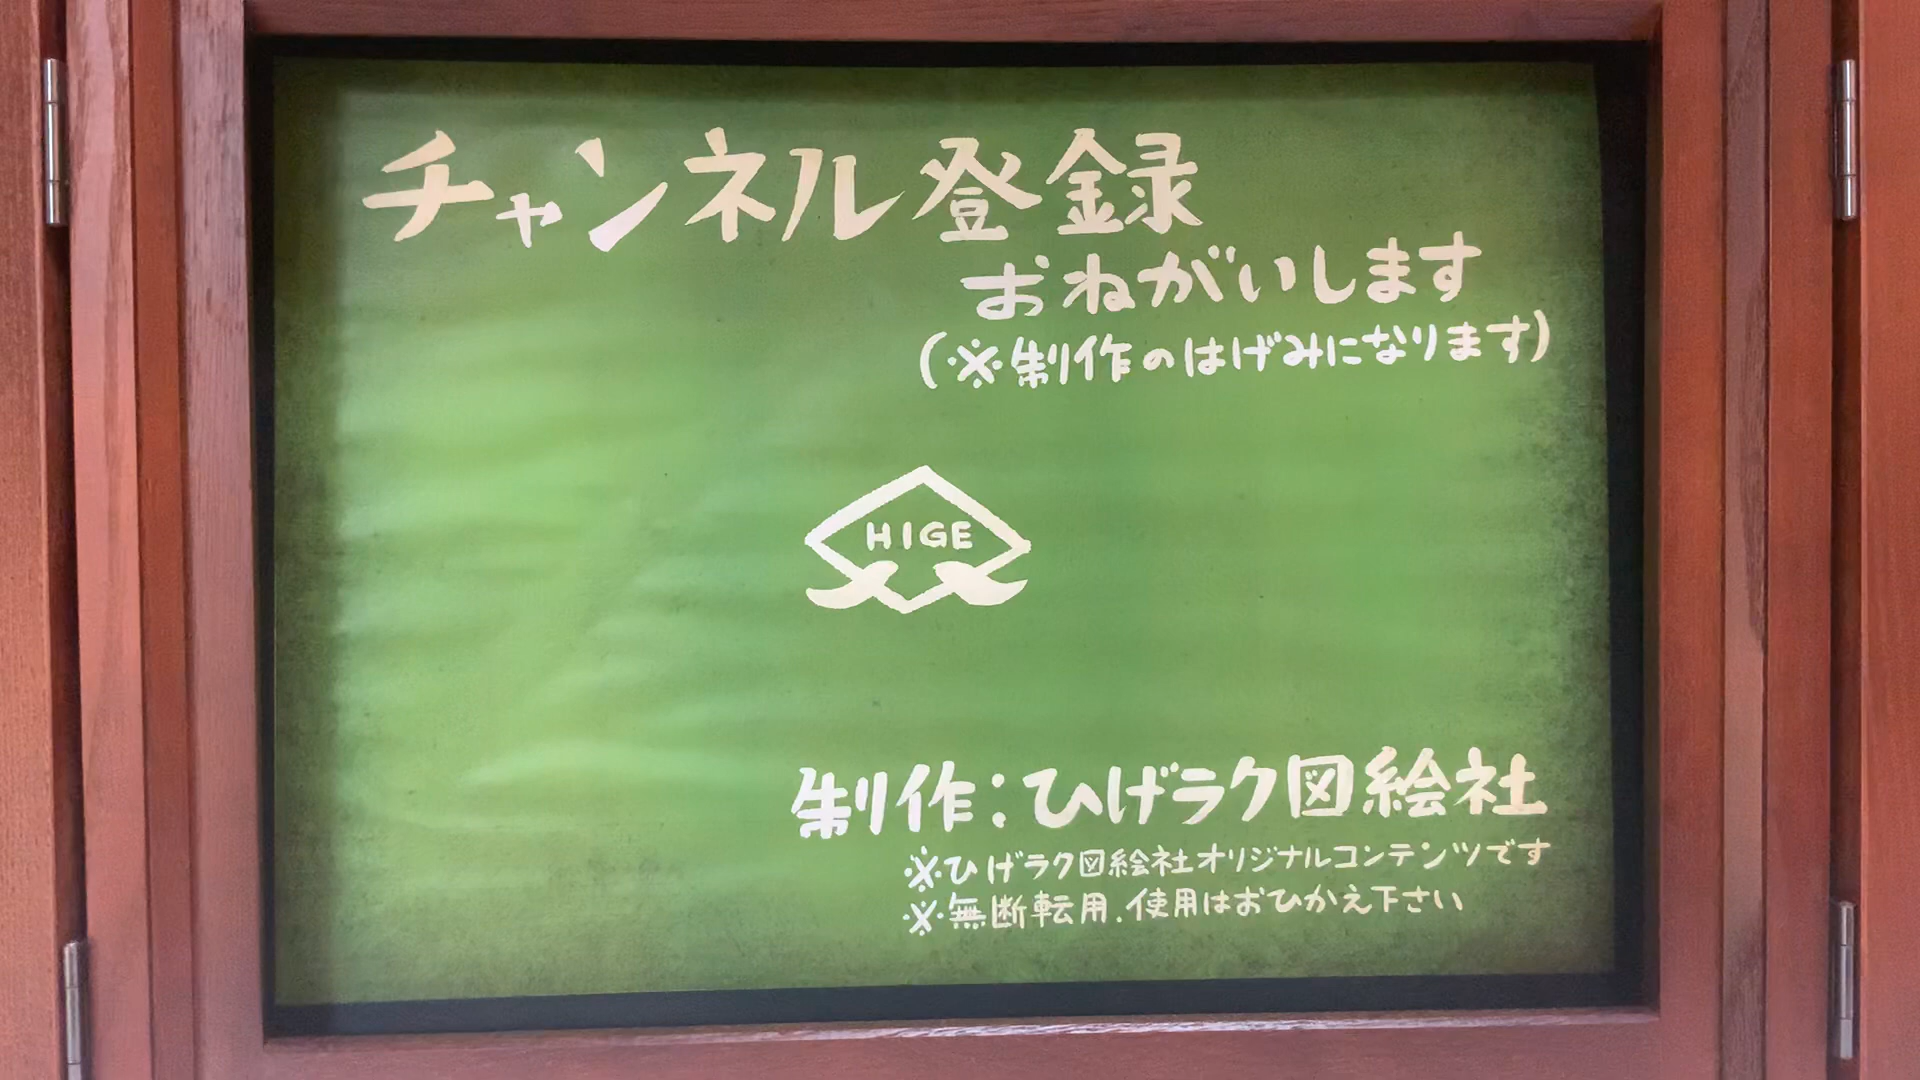 チャンネル登録
おねがいします
(※制作のはげみになります)
HIGE
制作:ひげラク図絵社
※ひげラク図絵社オリジナルコンテンツです
※無断転用.使用はおひかえ下さい